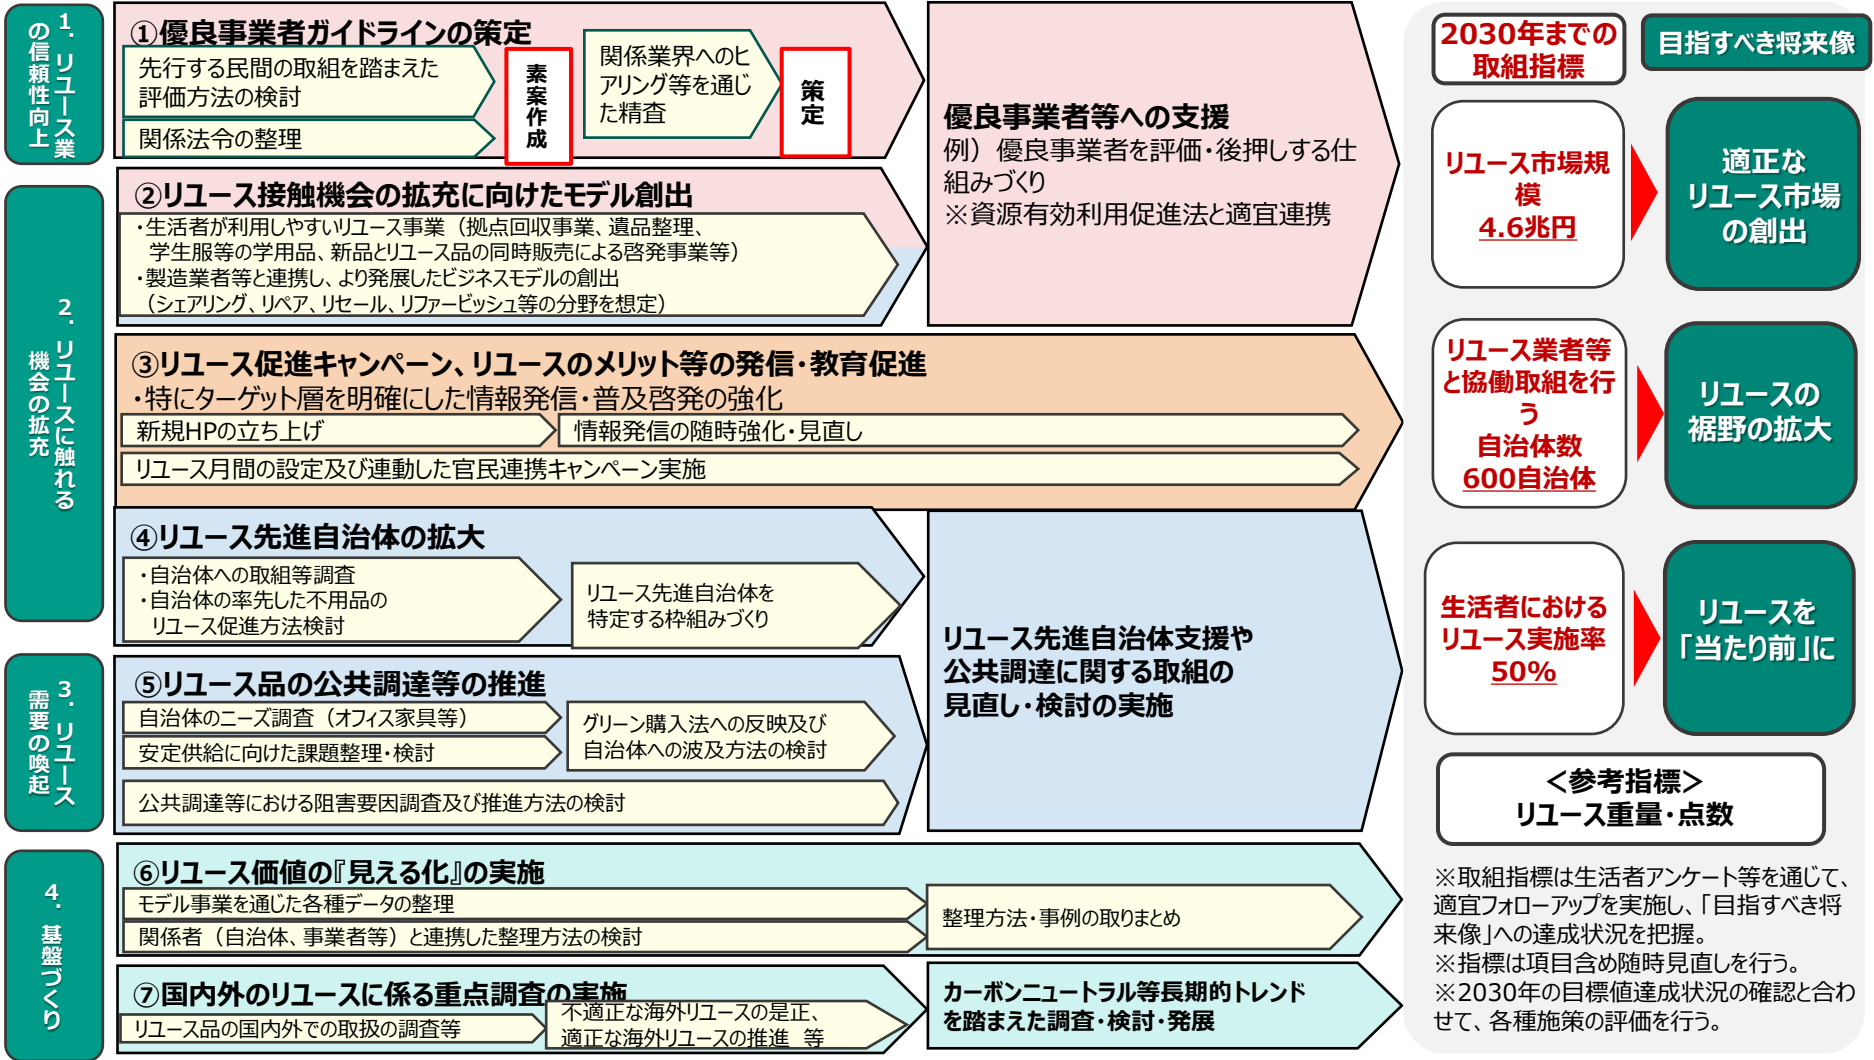 1．リユース業
の信頼性向上
①優良事業者ガイドラインの策定
先行する民間の取組を踏まえた
評価方法の検討
関係法令の整理
素案作成
関係業界へのヒ
アリング等を通じ
た精査
策定
優良事業者等への支援
例）優良事業者を評価・後押しする仕
組みづくり
※資源有効利用促進法と適宜連携
2．リユースに触れる
機会の拡充
②リユース接触機会の拡充に向けたモデル創出
・生活者が利用しやすいリユース事業（拠点回収事業、遺品整理、
学生服等の学用品、新品とリユース品の同時販売による啓発事業等）
・製造業者等と連携し、より発展したビジネスモデルの創出
（シェアリング、リペア、リセール、リファービッシュ等の分野を想定）
③リユース促進キャンペーン、リユースのメリット等の発信・教育促進
・特にターゲット層を明確にした情報発信・普及啓発の強化
新規HPの立ち上げ
情報発信の随時強化・見直し
リユース月間の設定及び連動した官民連携キャンペーン実施
④リユース先進自治体の拡大
・自治体への取組等調査
・自治体の率先した不用品の
リユース促進方法検討
リユース先進自治体を
特定する枠組みづくり
3．リユース
需要の喚起
⑤リユース品の公共調達等の推進
自治体のニーズ調査（オフィス家具等）
安定供給に向けた課題整理・検討
グリーン購入法への反映及び
自治体への波及方法の検討
公共調達等における阻害要因調査及び推進方法の検討
リユース先進自治体支援や
公共調達に関する取組の
見直し・検討の実施
4．基盤づくり
⑥リユース価値の『見える化』の実施
モデル事業を通じた各種データの整理
関係者（自治体、事業者等）と連携した整理方法の検討
整理方法・事例の取りまとめ
⑦国内外のリユースに係る重点調査の実施
リユース品の国内外での取扱の調査等
不適正な海外リユースの是正、
適正な海外リユースの推進 等
カーボンニュートラル等長期的トレンド
を踏まえた調査・検討・発展
2030年までの
取組指標
目指すべき将来像
リユース市場規
模
4.6兆円
適正な
リユース市場
の創出
リユース業者等
と協働取組を行
う
自治体数
600自治体
リユースの
裾野の拡大
生活者における
リユース実施率
50%
リユースを
「当たり前」に
＜参考指標＞
リユース重量・点数
※取組指標は生活者アンケート等を通じて、
適宜フォローアップを実施し、「目指すべき将
来像」への達成状況を把握。
※指標は項目含め随時見直しを行う。
※2030年の目標値達成状況の確認と合わ
せて、各種施策の評価を行う。